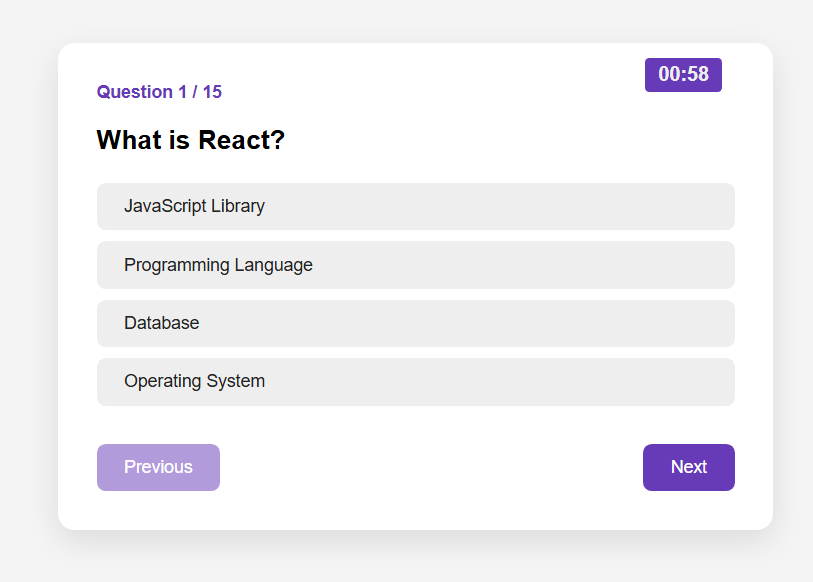 00:58
Question 1 / 15
What is React?
JavaScript Library
Programming Language
Database
Operating System
Previous
Next